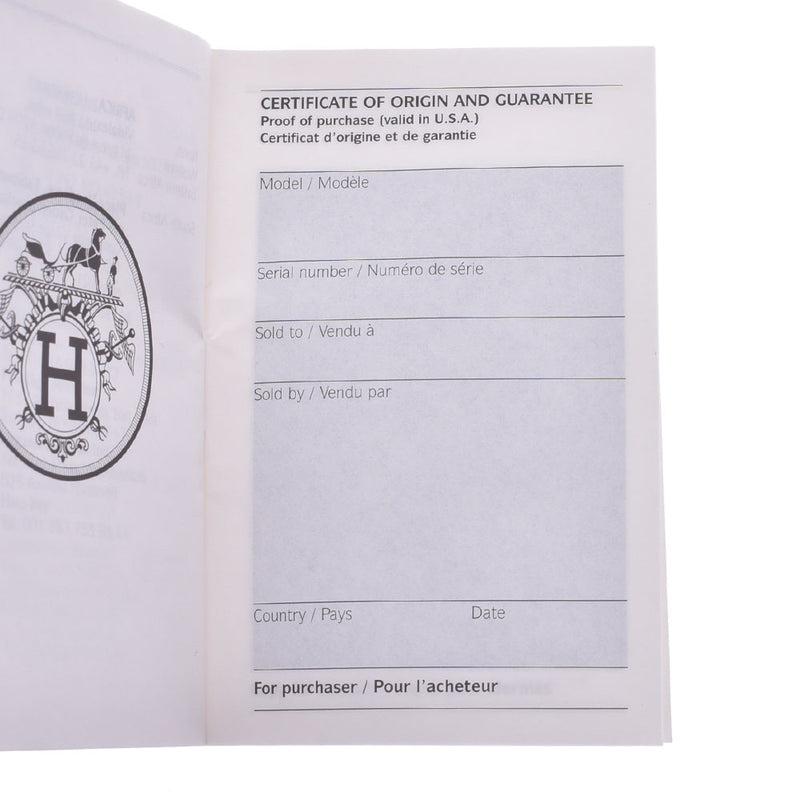 H
CERTIFICATE OF ORIGIN AND GUARANTEE
Proof of purchase (valid in U.S.A.)
Certificat d'origine et de garantie
Model / Modèle
Serial number / Numéro de série
Sold to / Vendu à
Sold by / Vendu par
Country / Pays Date
For purchaser / Pour l'acheteur